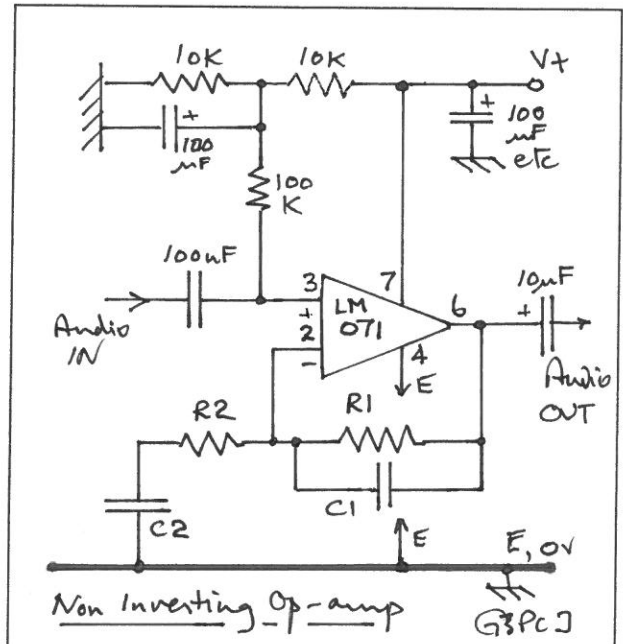 10K
10K
V+
+
100
μF
+
100
μF
etc
100
K
100nF
3
7
10μF
+
LM
071
6
+
Audio
IN
2
-
4
E
Audio
OUT
R2
R1
C1
C2
E
E, 0V
Non Inverting Op-amp
G3PCJ